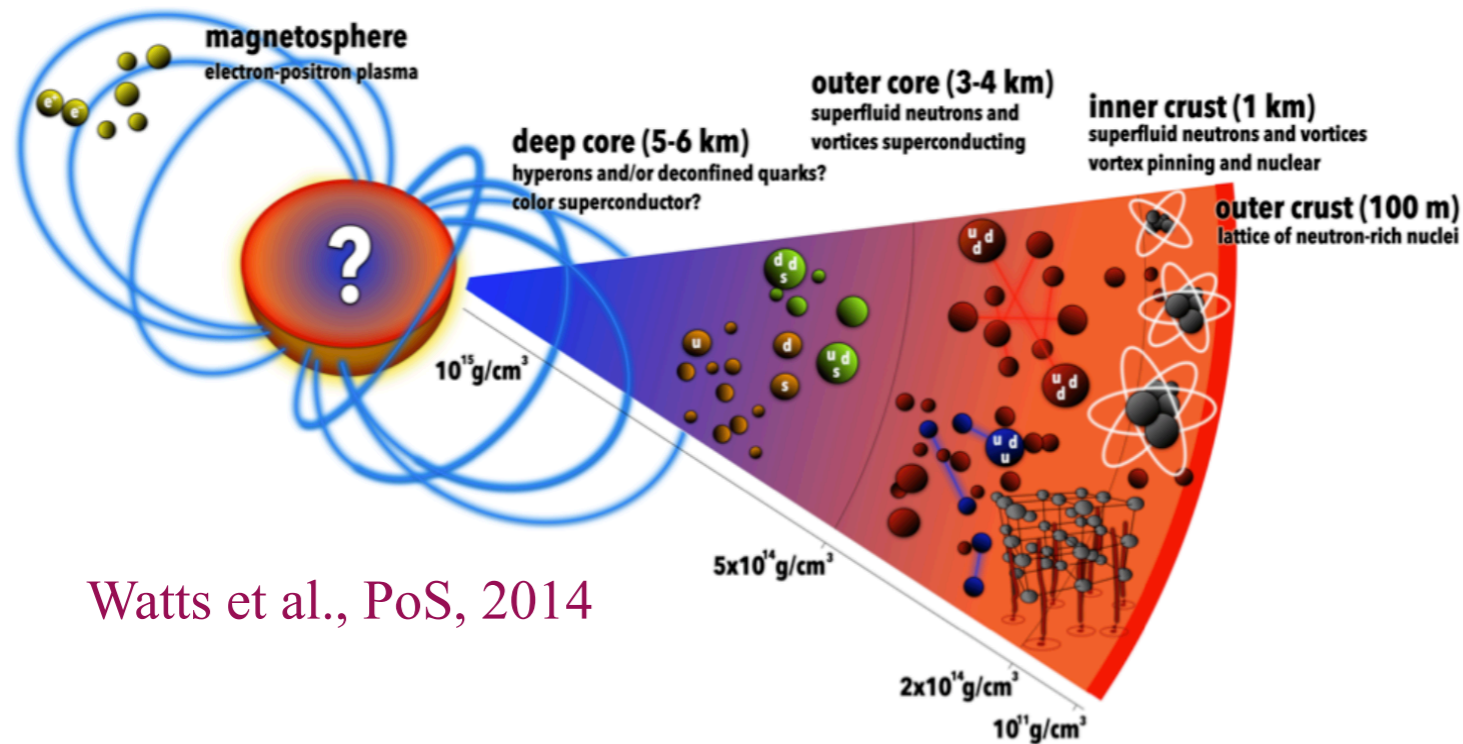 magnetosphere
electron-positron plasma
e⁺
e⁻
outer core (3-4 km)
superfluid neutrons and
vortices superconducting
inner crust (1 km)
superfluid neutrons and vortices
vortex pinning and nuclear
deep core (5-6 km)
hyperons and/or deconfined quarks?
color superconductor?
outer crust (100 m)
lattice of neutron-rich nuclei
?
u d
d
d d
s
u
d
u d
s
s
u d
d
u d
u
10¹⁵g/cm³
5x10¹⁴g/cm³
2x10¹⁴g/cm³
10¹¹g/cm³
Watts et al., PoS, 2014